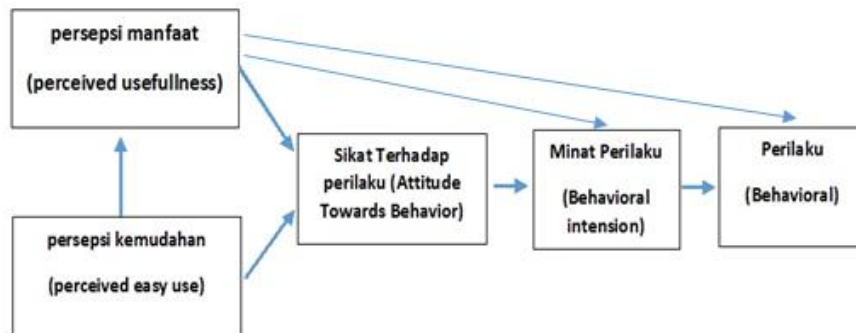 persepsi manfaat
(perceived usefullness)
Sikat Terhadap
perilaku (Attitude
Towards Behavior)
Minat Perilaku
(Behavioral
intension)
Perilaku
(Behavioral)
persepsi kemudahan
(perceived easy use)